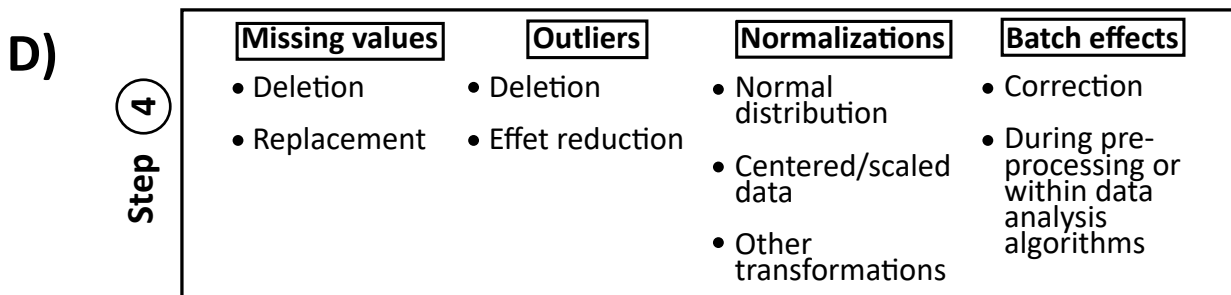 D)
Step 4
Missing values
• Deletion
• Replacement
Outliers
• Deletion
• Effet reduction
Normalizations
• Normal
distribution
• Centered/scaled
data
• Other
transformations
Batch effects
• Correction
• During pre-
processing or
within data
analysis
algorithms